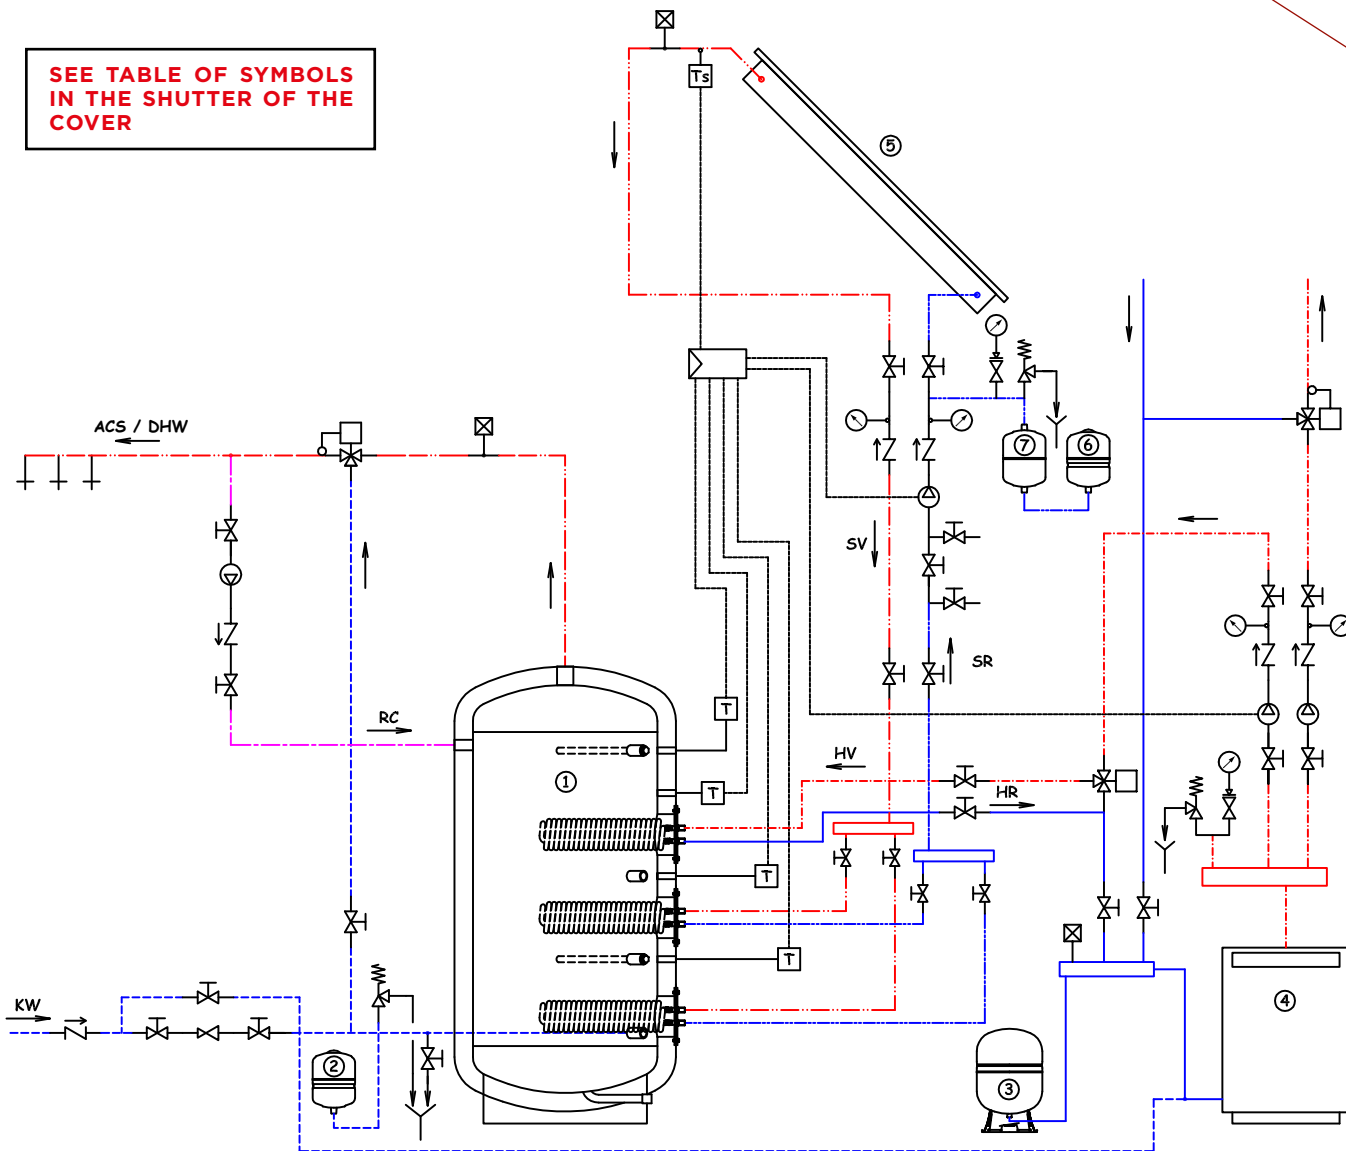 SEE TABLE OF SYMBOLS
IN THE SHUTTER OF THE
COVER
Ts
5
ACS / DHW
7
6
SV
SR
T
RC
HV
1
T
HR
T
T
KW
4
2
3